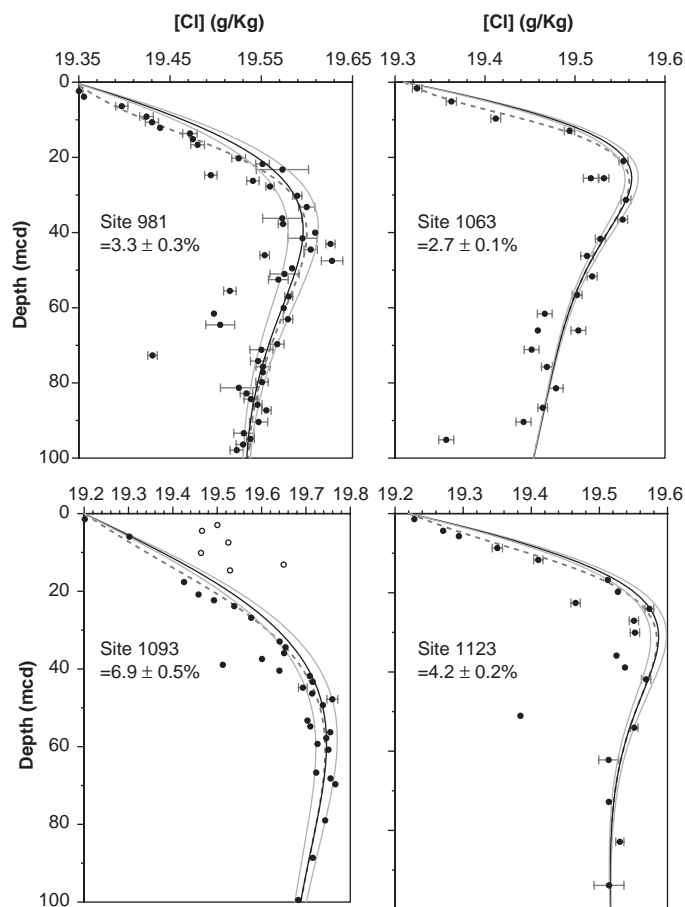 [Cl] (g/Kg)
[Cl] (g/Kg)
19.35 19.45 19.55 19.65
19.3 19.4 19.5 19.6
Depth (mcd)
0
20
40
60
80
100
Site 981
=3.3 ± 0.3%
Site 1063
=2.7 ± 0.1%
19.2 19.3 19.4 19.5 19.6 19.7 19.8
19.2 19.3 19.4 19.5 19.6
Depth (mcd)
0
20
40
60
80
100
Site 1093
=6.9 ± 0.5%
Site 1123
=4.2 ± 0.2%